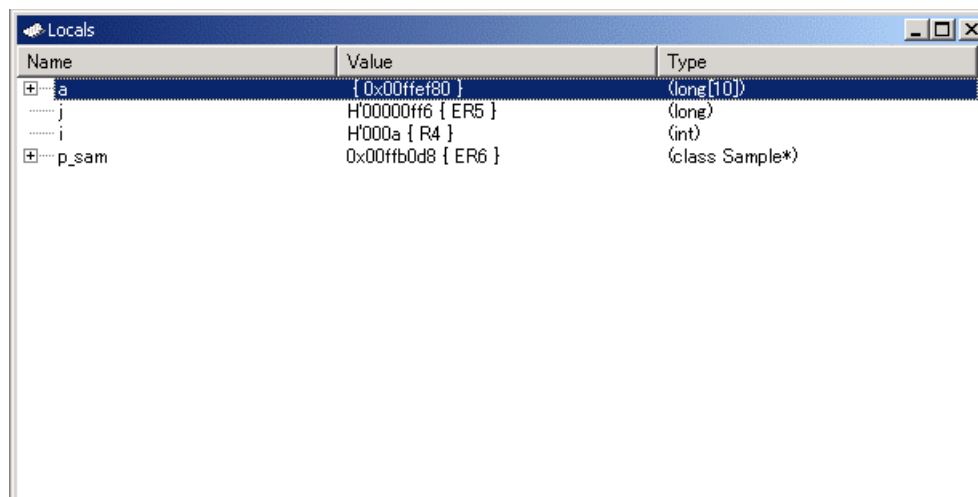 Locals
Name Value Type
a { 0x00ffef80 } (long[10])
j H'00000ff6 { ER5 } (long)
i H'000a { R4 } (int)
p_sam 0x00ffb0d8 { ER6 } (class Sample*)